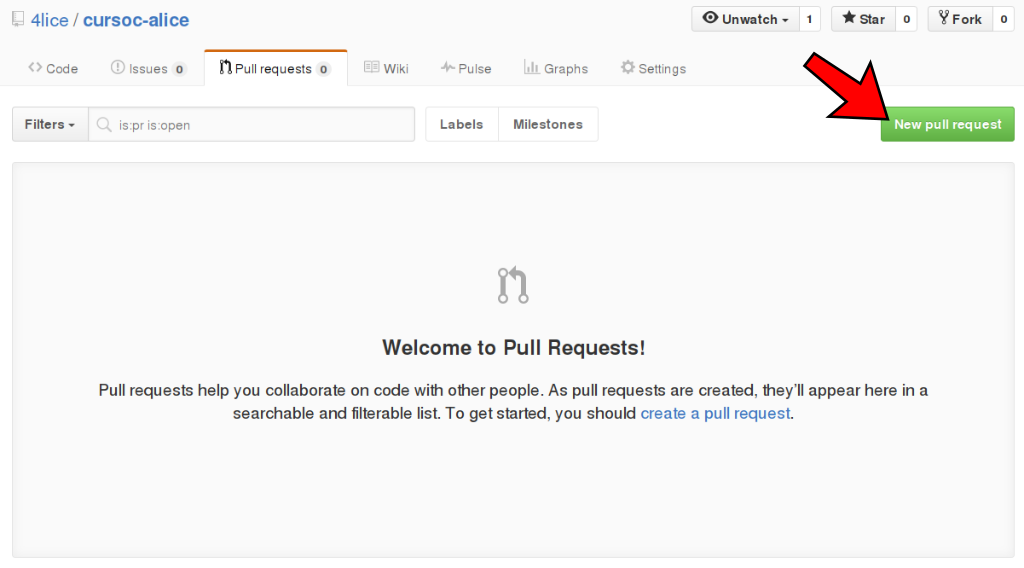 4lice / cursoc-alice
Unwatch 1 Star 0 Fork 0
Code Issues 0 Pull requests 0 Wiki Pulse Graphs Settings
Filters is:pr is:open Labels Milestones New pull request
Welcome to Pull Requests!
Pull requests help you collaborate on code with other people. As pull requests are created, they’ll appear here in a
searchable and filterable list. To get started, you should create a pull request.